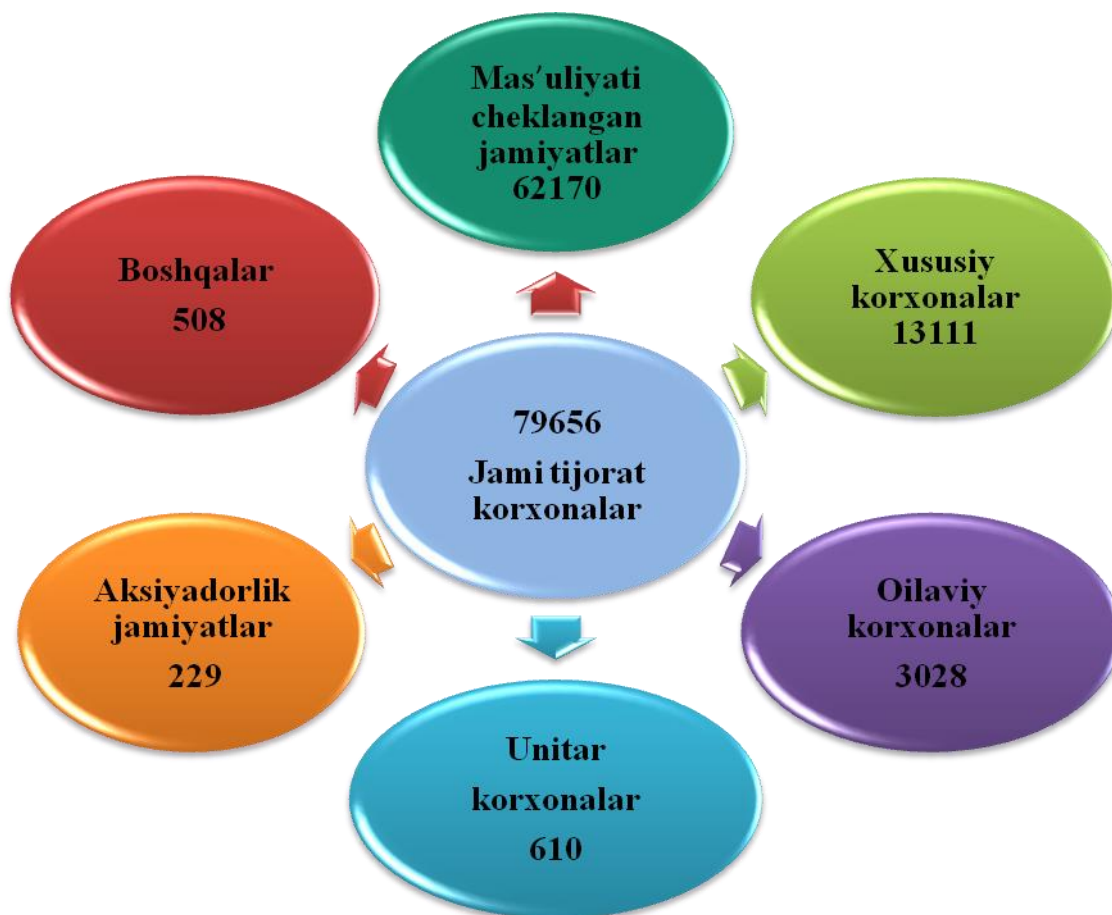 Mas′uliyati
cheklangan
jamiyatlar
62170
Xususiy
korxonalar
13111
Oilaviy
korxonalar
3028
Unitar
korxonalar
610
Aksiyadorlik
jamiyatlar
229
Boshqalar
508
79656
Jami tijorat
korxonalar